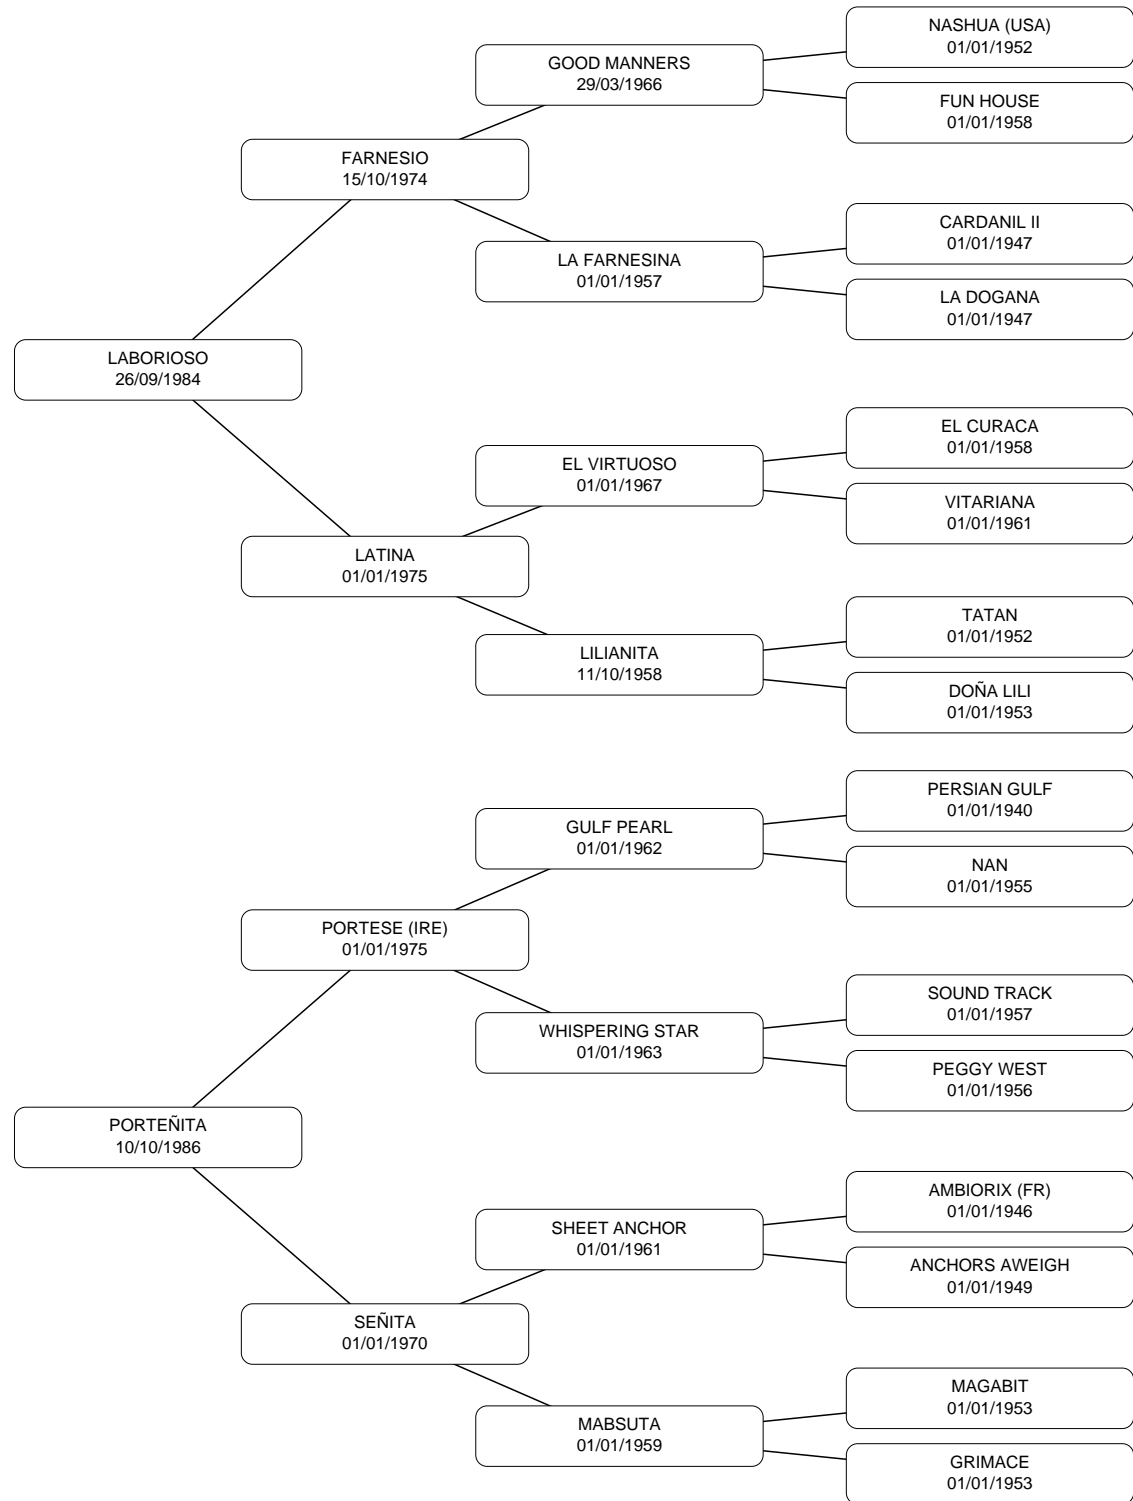 NASHUA (USA)
01/01/1952
GOOD MANNERS
29/03/1966
FUN HOUSE
01/01/1958
FARNESIO
15/10/1974
CARDANIL II
01/01/1947
LA FARNESINA
01/01/1957
LA DOGANA
01/01/1947
LABORIOSO
26/09/1984
EL CURACA
01/01/1958
EL VIRTUOSO
01/01/1967
VITARIANA
01/01/1961
LATINA
01/01/1975
TATAN
01/01/1952
LILIANITA
11/10/1958
DOÑA LILI
01/01/1953
PERSIAN GULF
01/01/1940
GULF PEARL
01/01/1962
NAN
01/01/1955
PORTESE (IRE)
01/01/1975
SOUND TRACK
01/01/1957
WHISPERING STAR
01/01/1963
PEGGY WEST
01/01/1956
PORTEÑITA
10/10/1986
AMBIORIX (FR)
01/01/1946
SHEET ANCHOR
01/01/1961
ANCHORS AWEIGH
01/01/1949
SEÑITA
01/01/1970
MAGABIT
01/01/1953
MABSUTA
01/01/1959
GRIMACE
01/01/1953